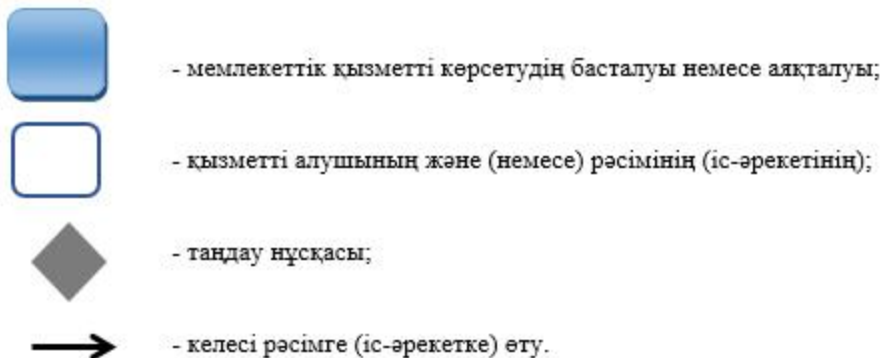 - мемлекеттік қызметті көрсетудің басталуы немесе аяқталуы;
- қызметті алушының және (немесе) рәсімінің (іс-әрекетінің);
- таңдау нұсқасы;
- келесі рәсімге (іс-әрекетке) өту.